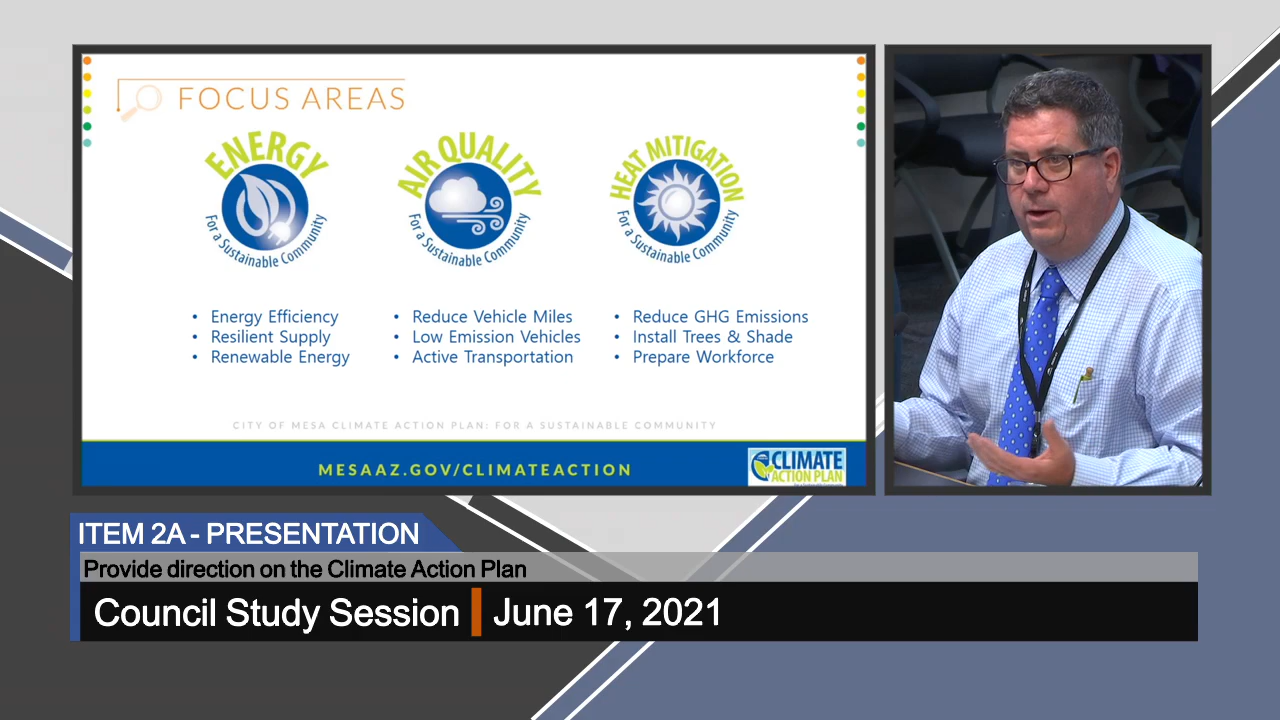 FOCUS AREAS
ENERGY
For a Sustainable Community
AIR QUALITY
For a Sustainable Community
HEAT MITIGATION
For a Sustainable Community
• Energy Efficiency
• Resilient Supply
• Renewable Energy
• Reduce Vehicle Miles
• Low Emission Vehicles
• Active Transportation
• Reduce GHG Emissions
• Install Trees & Shade
• Prepare Workforce
CITY OF MESA CLIMATE ACTION PLAN: FOR A SUSTAINABLE COMMUNITY
MESAAZ.GOV/CLIMATEACTION
CLIMATE
ACTION PLAN
ITEM 2A - PRESENTATION
Provide direction on the Climate Action Plan
Council Study Session
June 17, 2021